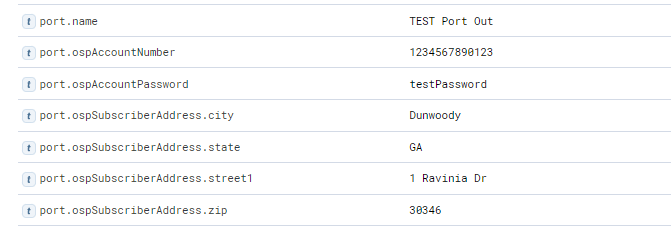 t port.name TEST Port Out
t port.ospAccountNumber 1234567890123
t port.ospAccountPassword testPassword
t port.ospSubscriberAddress.city Dunwoody
t port.ospSubscriberAddress.state GA
t port.ospSubscriberAddress.street1 1 Ravinia Dr
t port.ospSubscriberAddress.zip 30346